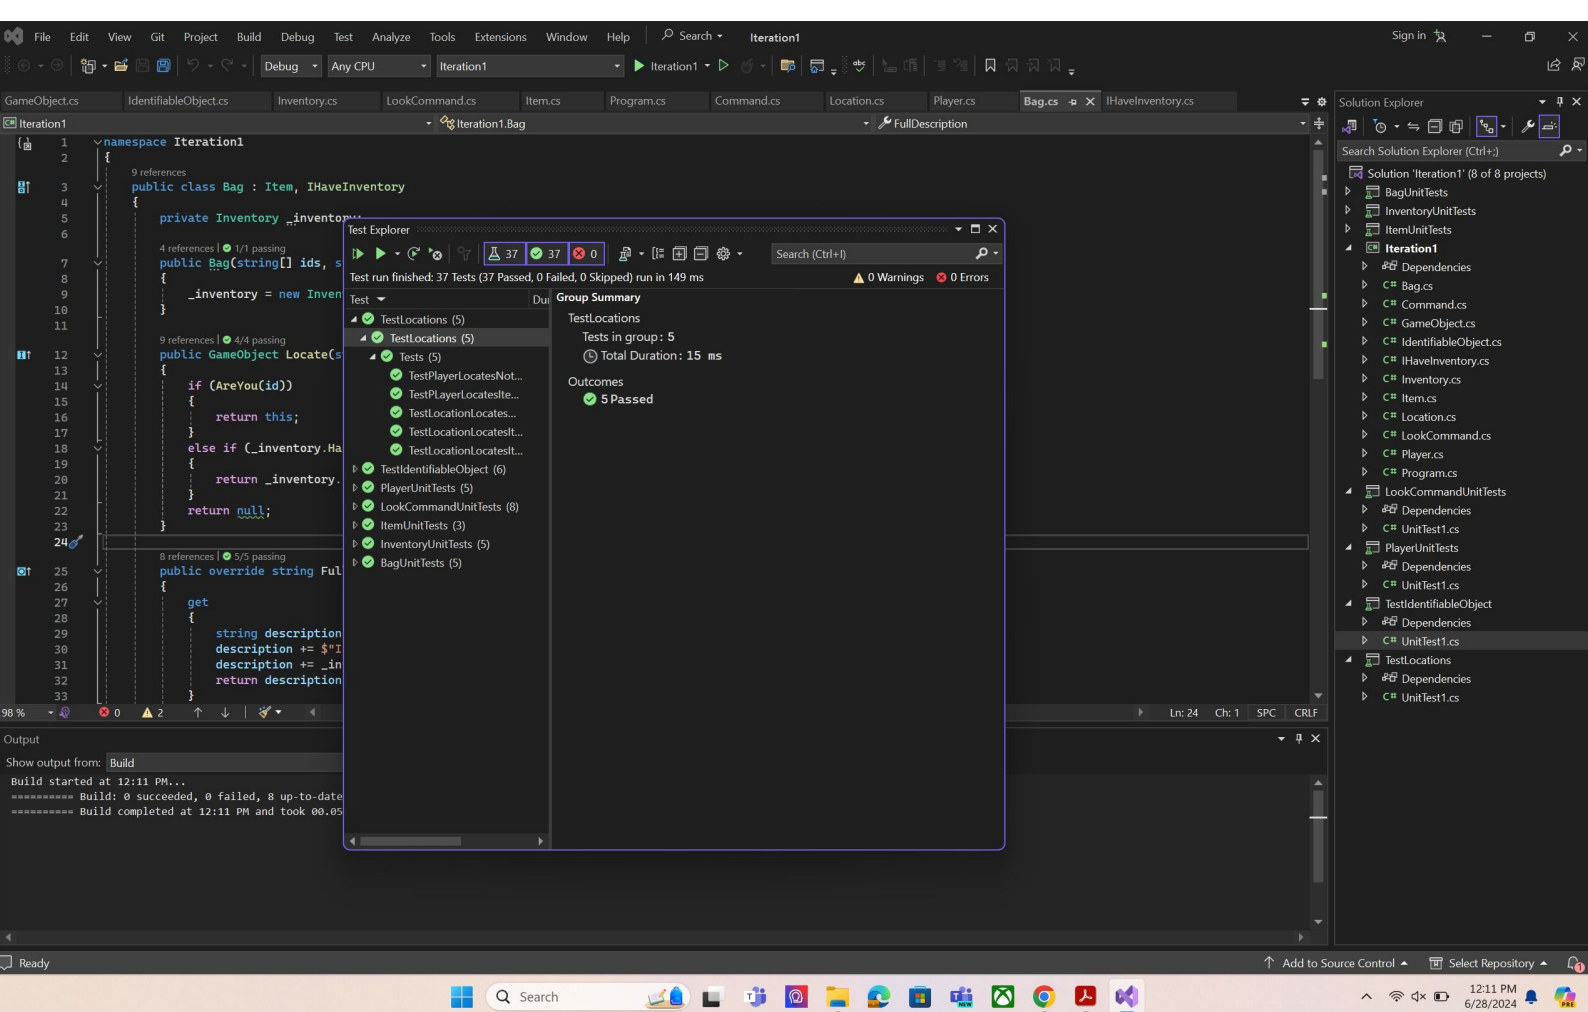 File Edit View Git Project Build Debug Test Analyze Tools Extensions Window Help Search Iteration1 Sign in
Debug Any CPU Iteration1 Iteration1
GameObject.cs IdentifiableObject.cs Inventory.cs LookCommand.cs Item.cs Program.cs Command.cs Location.cs Player.cs Bag.cs IHaveInventory.cs
Iteration1 Iteration1.Bag FullDescription
1 namespace Iteration1
2 {
9 references
3 public class Bag : Item, IHaveInventory
4 {
5 private Inventory _inventory;
6
4 references | 1/1 passing
7 public Bag(string[] ids, s
8 {
9 _inventory = new Inven
10 }
11
9 references | 4/4 passing
12 public GameObject Locate(s
13 {
14 if (AreYou(id))
15 {
16 return this;
17 }
18 else if (_inventory.Ha
19 {
20 return _inventory.
21 }
22 return null;
23 }
24
8 references | 5/5 passing
25 public override string Ful
26 {
27 get
28 {
29 string description
30 description += $"I
31 description += _in
32 return description
33 }
98 % 0 2 Ln: 24 Ch: 1 SPC CRLF
Test Explorer
37 37 0 Search (Ctrl+I)
Test run finished: 37 Tests (37 Passed, 0 Failed, 0 Skipped) run in 149 ms 0 Warnings 0 Errors
Test Du
TestLocations (5)
TestLocations (5)
Tests (5)
TestPlayerLocatesNot...
TestPLayerLocatesIte...
TestLocationLocates...
TestLocationLocatesIt...
TestLocationLocatesIt...
TestIdentifiableObject (6)
PlayerUnitTests (5)
LookCommandUnitTests (8)
ItemUnitTests (3)
InventoryUnitTests (5)
BagUnitTests (5)
Group Summary
TestLocations
Tests in group: 5
Total Duration: 15 ms
Outcomes
5 Passed
Solution Explorer
Search Solution Explorer (Ctrl+;)
Solution 'Iteration1' (8 of 8 projects)
BagUnitTests
InventoryUnitTests
ItemUnitTests
Iteration1
Dependencies
C# Bag.cs
C# Command.cs
C# GameObject.cs
C# IdentifiableObject.cs
C# IHaveInventory.cs
C# Inventory.cs
C# Item.cs
C# Location.cs
C# LookCommand.cs
C# Player.cs
C# Program.cs
LookCommandUnitTests
Dependencies
C# UnitTest1.cs
PlayerUnitTests
Dependencies
C# UnitTest1.cs
TestIdentifiableObject
Dependencies
C# UnitTest1.cs
TestLocations
Dependencies
C# UnitTest1.cs
Output
Show output from: Build
Build started at 12:11 PM...
========== Build: 0 succeeded, 0 failed, 8 up-to-date
========== Build completed at 12:11 PM and took 00.05
Ready Add to Source Control Select Repository 1
Search
12:11 PM
6/28/2024
PRE